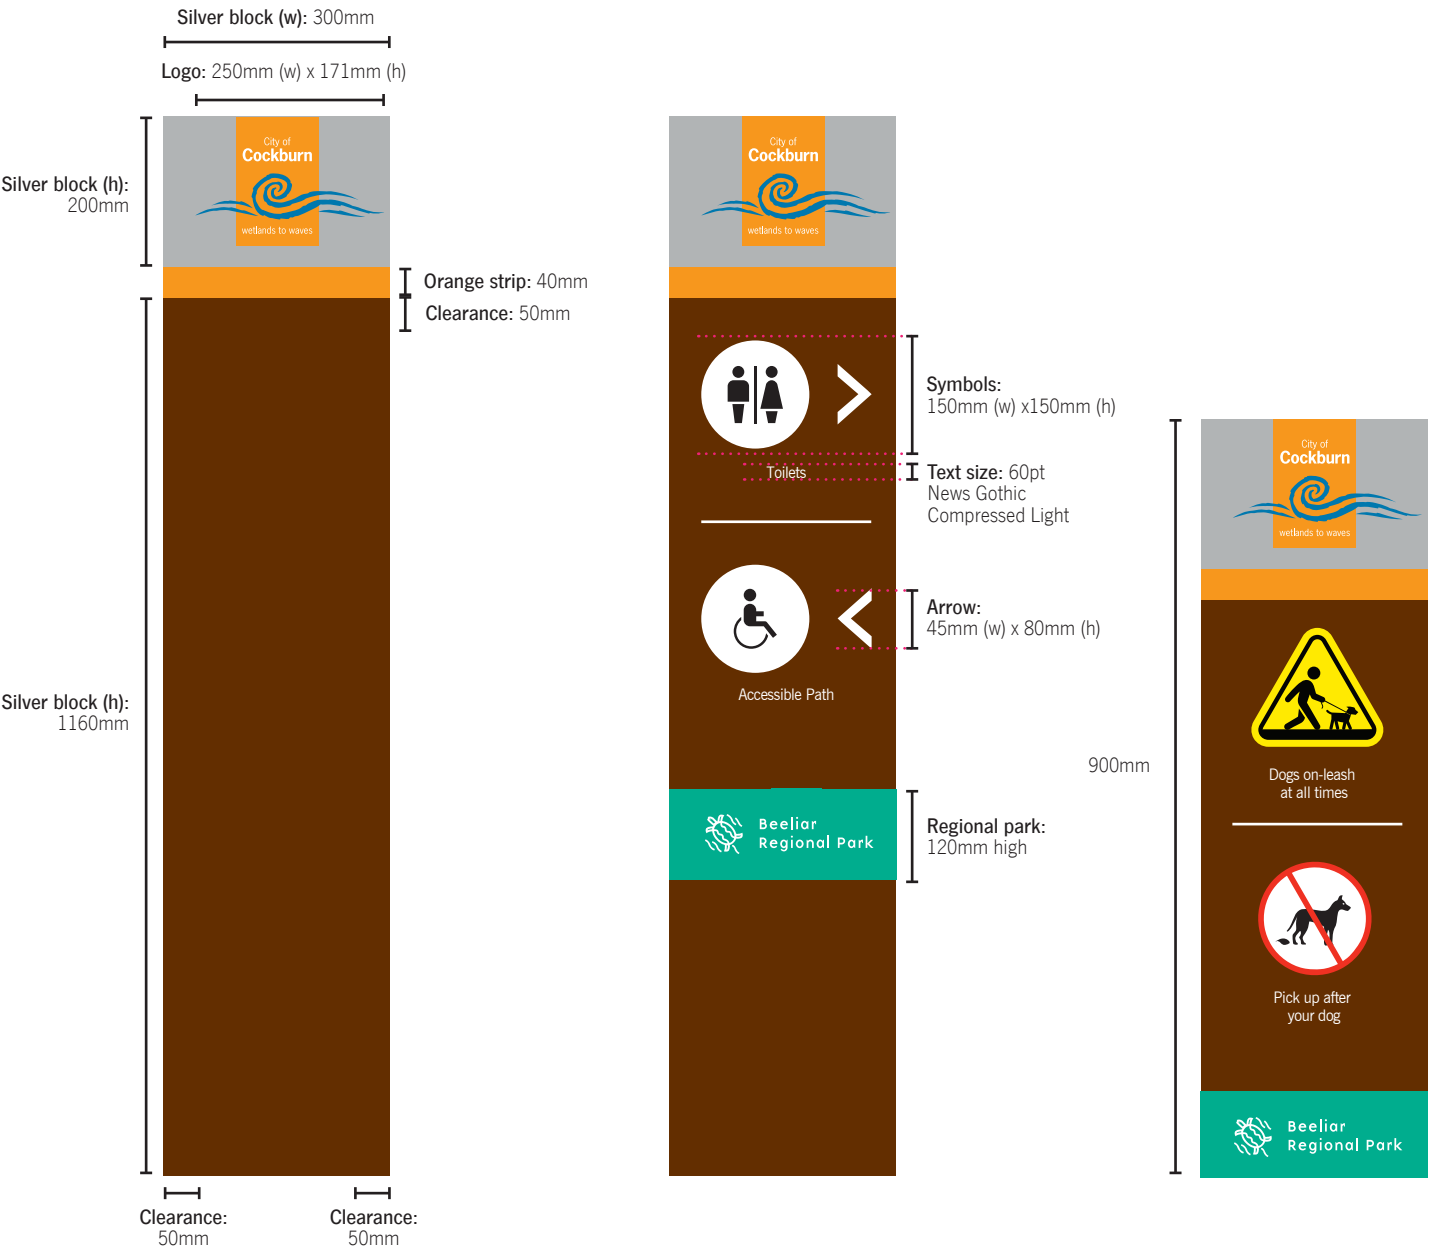 Silver block (w): 300mm
Logo: 250mm (w) x 171mm (h)
City of
Cockburn
wetlands to waves
Silver block (h):
200mm
Orange strip: 40mm
Clearance: 50mm
Silver block (h):
1160mm
Clearance:
50mm
Clearance:
50mm
City of
Cockburn
wetlands to waves
Toilets
Accessible Path
Beeliar
Regional Park
Symbols:
150mm (w) x150mm (h)
Text size: 60pt
News Gothic
Compressed Light
Arrow:
45mm (w) x 80mm (h)
Regional park:
120mm high
900mm
City of
Cockburn
wetlands to waves
Dogs on-leash
at all times
Pick up after
your dog
Beeliar
Regional Park